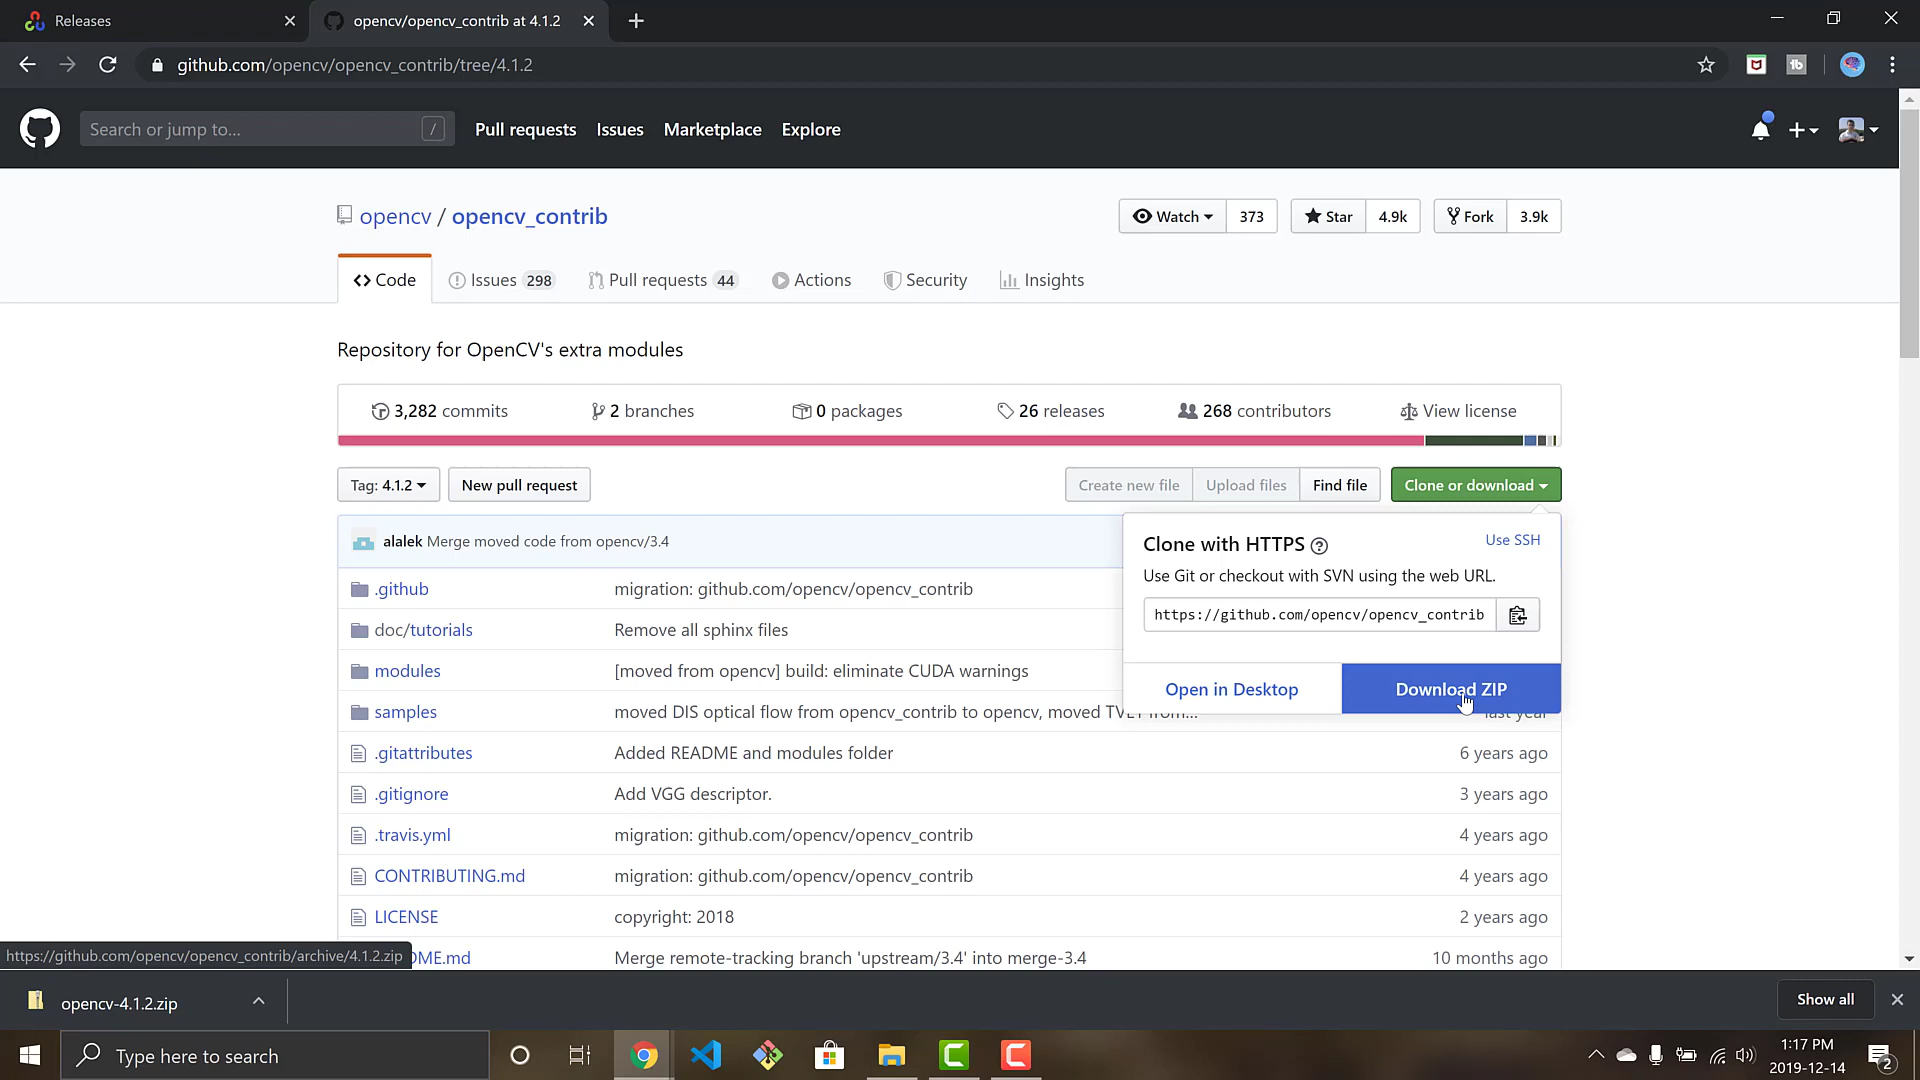 Releases
opencv/opencv_contrib at 4.1.2
github.com/opencv/opencv_contrib/tree/4.1.2
Search or jump to...
/
Pull requests
Issues
Marketplace
Explore
opencv / opencv_contrib
Watch
373
Star
4.9k
Fork
3.9k
Code
Issues 298
Pull requests 44
Actions
Security
Insights
Repository for OpenCV's extra modules
3,282 commits
2 branches
0 packages
26 releases
268 contributors
View license
Tag: 4.1.2
New pull request
Create new file
Upload files
Find file
Clone or download
alalek Merge moved code from opencv/3.4
Clone with HTTPS
Use SSH
Use Git or checkout with SVN using the web URL.
https://github.com/opencv/opencv_contrib
Open in Desktop
Download ZIP
.github migration: github.com/opencv/opencv_contrib
doc/tutorials Remove all sphinx files
modules [moved from opencv] build: eliminate CUDA warnings
samples moved DIS optical flow from opencv_contrib to opencv, moved TVL1 from... last year
.gitattributes Added README and modules folder 6 years ago
.gitignore Add VGG descriptor. 3 years ago
.travis.yml migration: github.com/opencv/opencv_contrib 4 years ago
CONTRIBUTING.md migration: github.com/opencv/opencv_contrib 4 years ago
LICENSE copyright: 2018 2 years ago
OME.md Merge remote-tracking branch 'upstream/3.4' into merge-3.4 10 months ago
https://github.com/opencv/opencv_contrib/archive/4.1.2.zip
opencv-4.1.2.zip
Show all
Type here to search
1:17 PM
2019-12-14
2